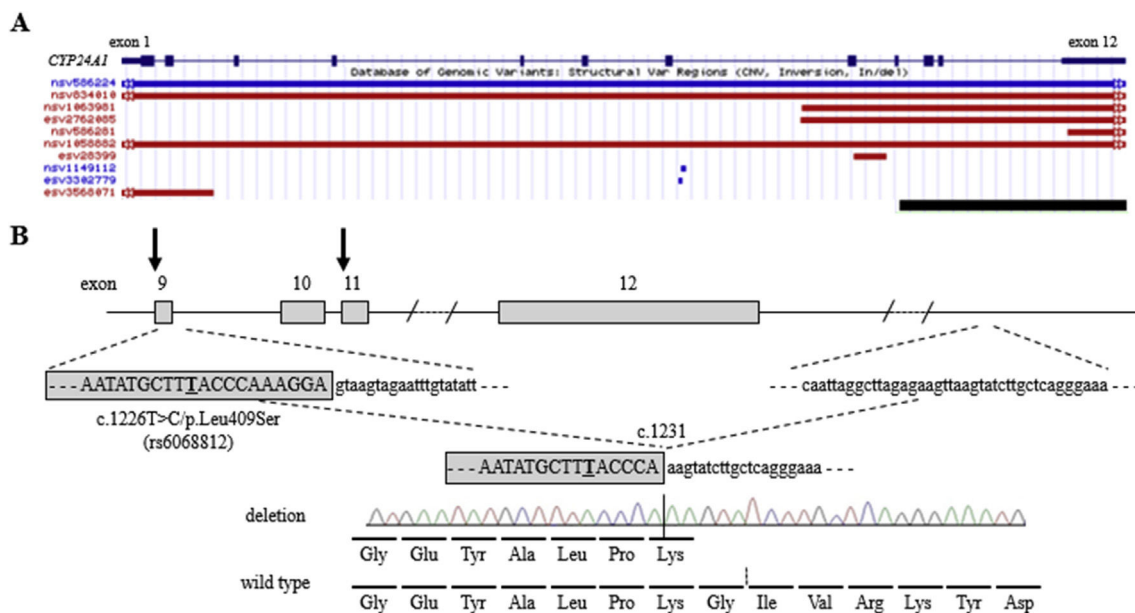 A
exon 1
exon 12
CYP24A1
Database of Genomic Variants: Structural Var Regions (CNV, Inversion, In/del)
nsv586224
nsv834010
nsv1063981
esv2762085
nsv586281
nsv1058882
esv28399
nsv1149112
esv3302779
esv3568071
B
exon 9 10 11 12
--- AATATGCTTTACCCAAAGGA gtaagtagaatttgtatatt ---
--- caattaggcttagagaagttaagtatcttgctcagggaaa ---
c.1226T>C/p.Leu409Ser
(rs6068812)
c.1231
--- AATATGCTTTACCCA aagtatcttgctcagggaaa ---
deletion
Gly Glu Tyr Ala Leu Pro Lys
wild type
Gly Glu Tyr Ala Leu Pro Lys Gly Ile Val Arg Lys Tyr Asp